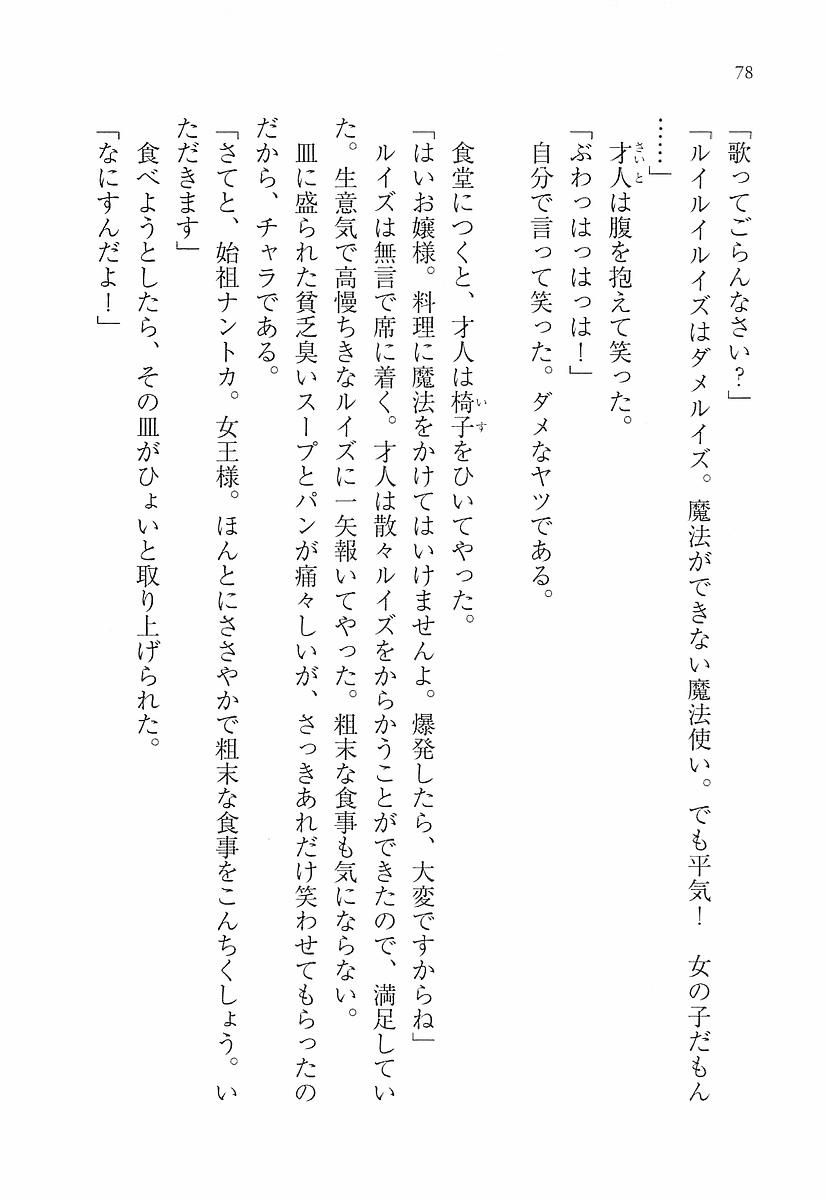 78
「歌ってごらんなさい?」
「ルイルイルイズはダメルイズ。魔法ができない魔法使い。でも平気! 女の子だもん
……」
才人は腹を抱えて笑った。
「ぶわっはっはっは!」
自分で言って笑った。ダメなヤツである。
食堂につくと、才人は椅子をひいてやった。
「はいお嬢様。料理に魔法をかけてはいけませんよ。爆発したら、大変ですからね」
ルイズは無言で席に着く。才人は散々ルイズをからかうことができたので、満足してい
た。生意気で高慢ちきなルイズに一矢報いてやった。粗末な食事も気にならない。
皿に盛られた貧乏臭いスープとパンが痛々しいが、さっきあれだけ笑わせてもらったの
だから、チャラである。
「さてと、始祖ナントカ。女王様。ほんとにささやかで粗末な食事をこんちくしょう。い
ただきます」
食べようとしたら、その皿がひょいと取り上げられた。
「なにすんだよ!」